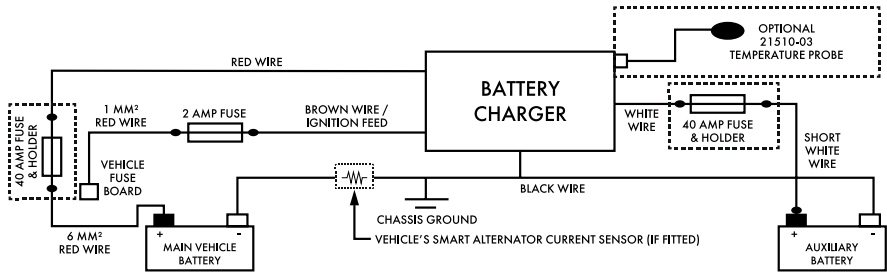 OPTIONAL
21510-03
TEMPERATURE PROBE
RED WIRE
BATTERY
CHARGER
1 MM²
RED WIRE
2 AMP FUSE
BROWN WIRE /
IGNITION FEED
WHITE
WIRE
40 AMP FUSE
& HOLDER
40 AMP FUSE
& HOLDER
VEHICLE
FUSE
BOARD
SHORT
WHITE
WIRE
BLACK WIRE
CHASSIS GROUND
6 MM²
RED WIRE
+ -
MAIN VEHICLE
BATTERY
VEHICLE'S SMART ALTERNATOR CURRENT SENSOR (IF FITTED)
+ -
AUXILIARY
BATTERY